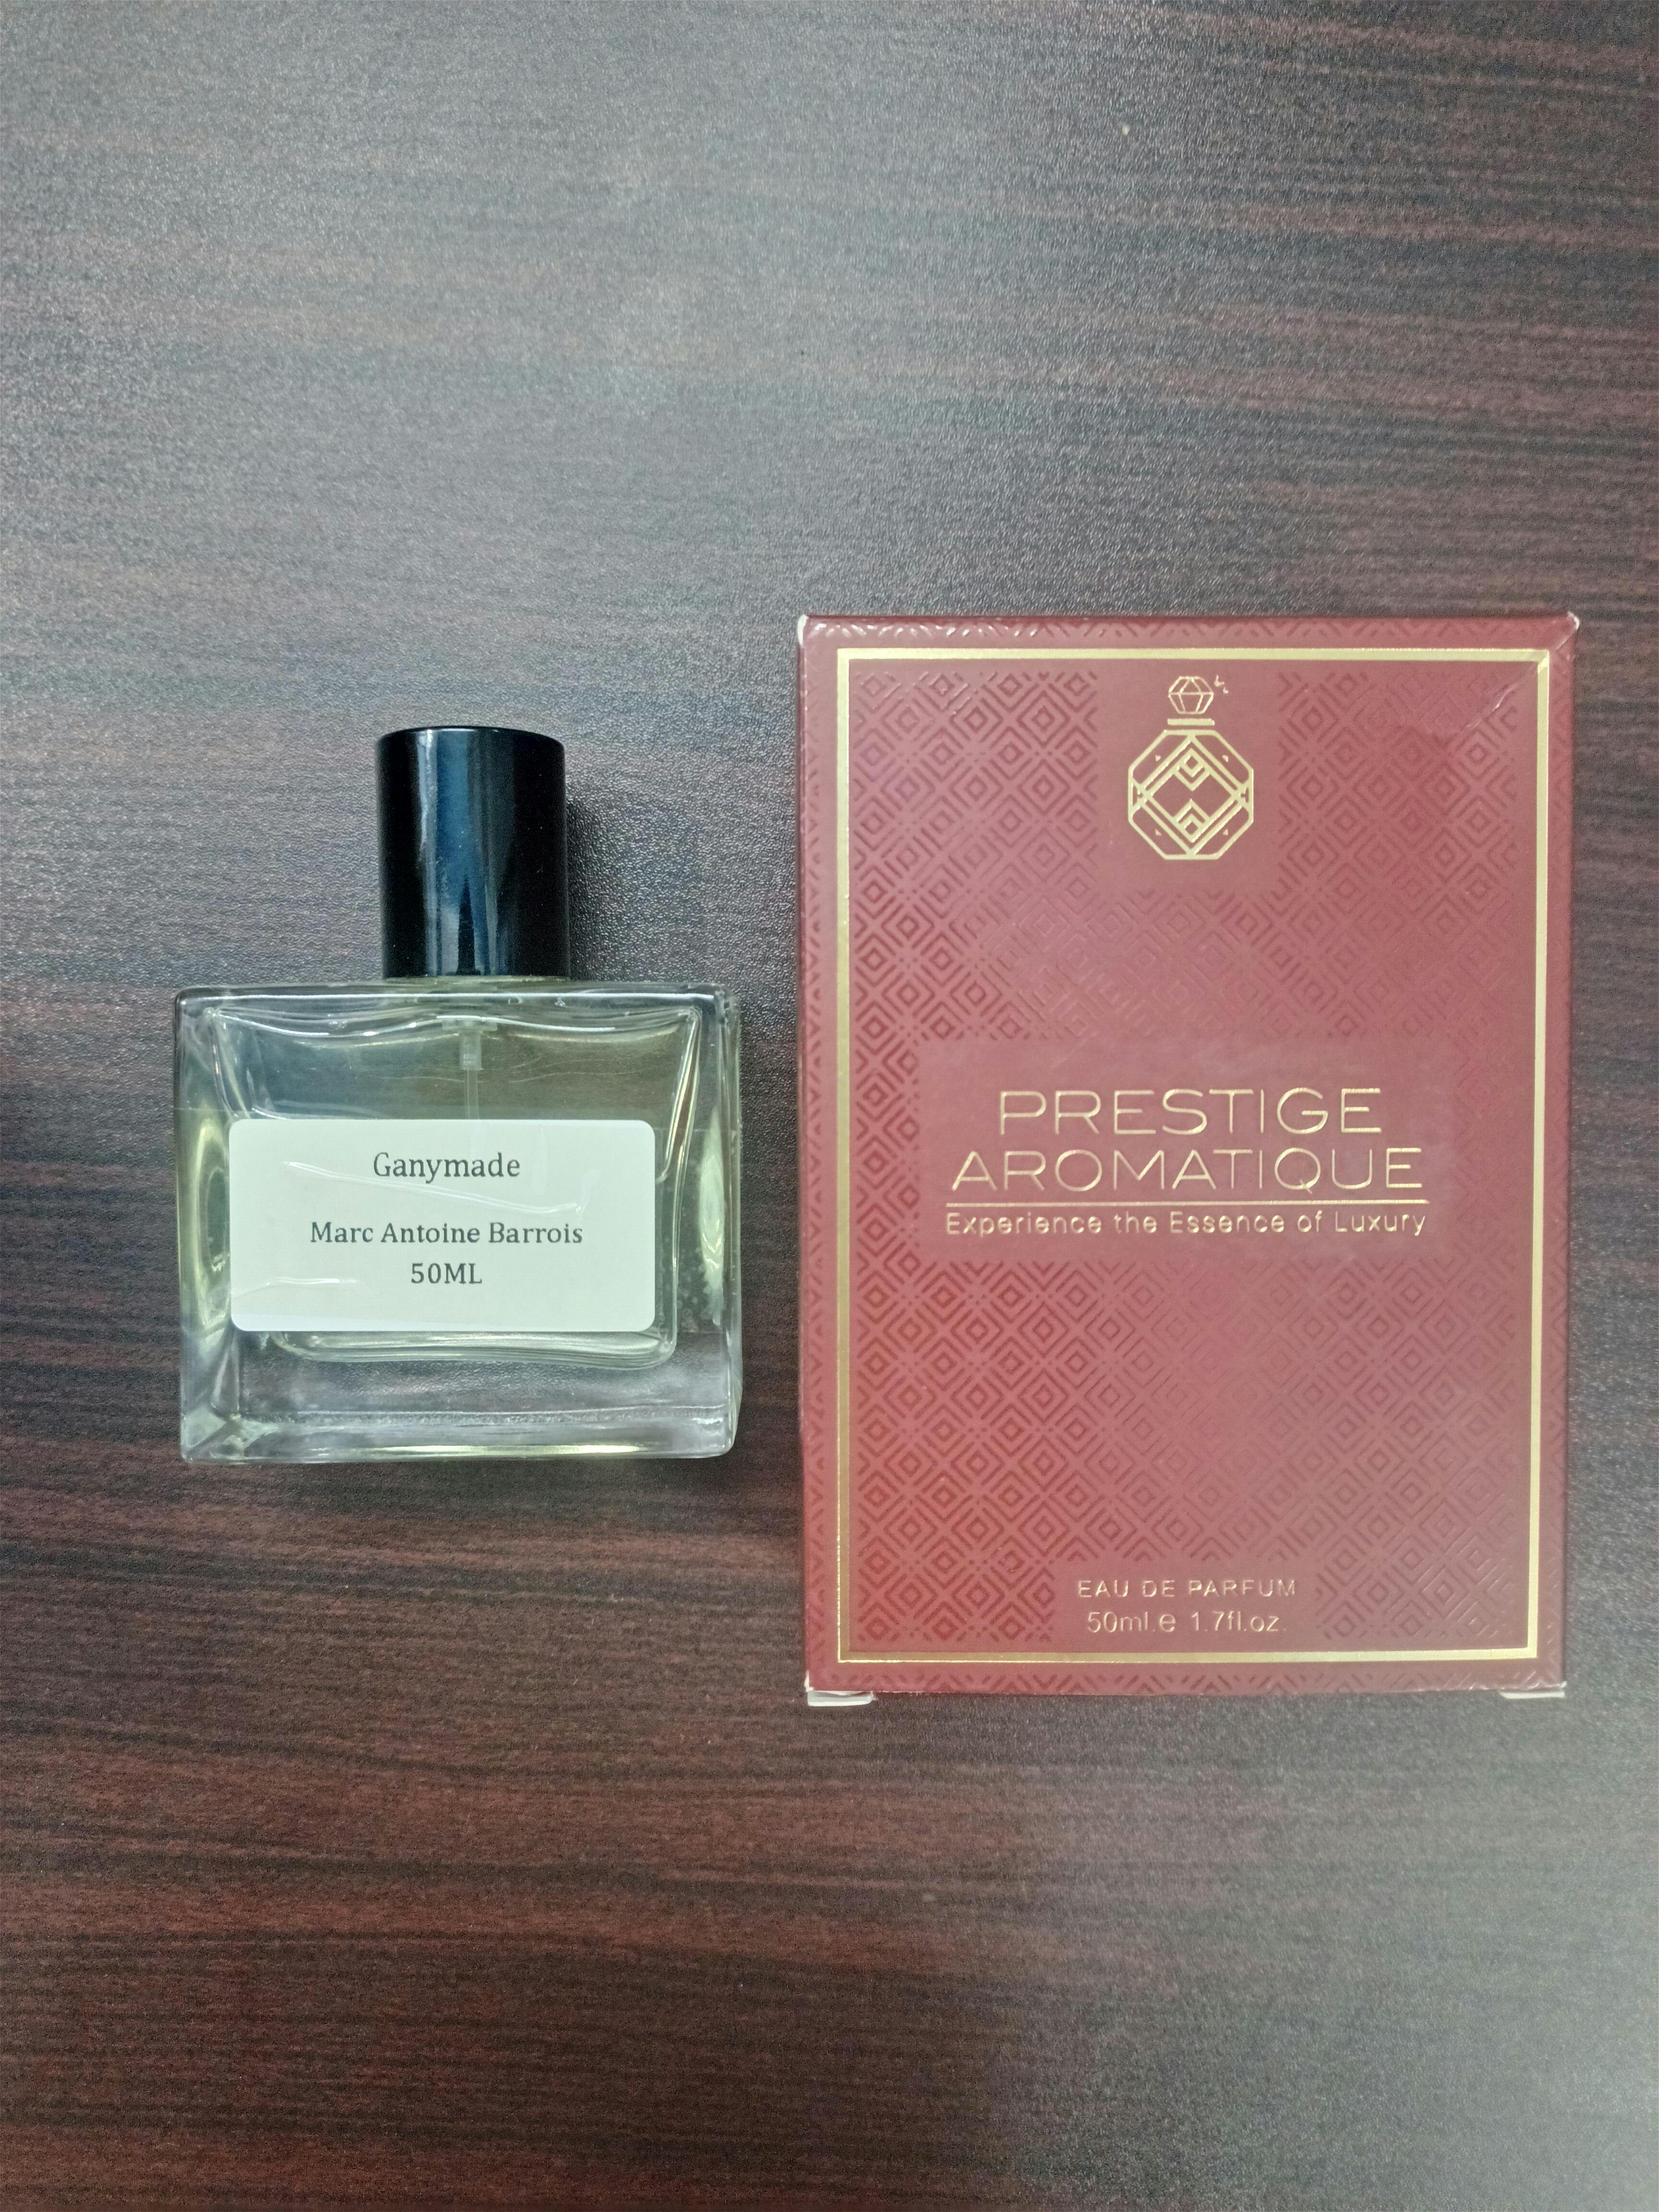 Ganymade
Marc Antoine Barrois
50ML
PRESTIGE
AROMATIQUE
Experience the Essence of Luxury
EAU DE PARFUM
50ml.e 1.7fl.oz.